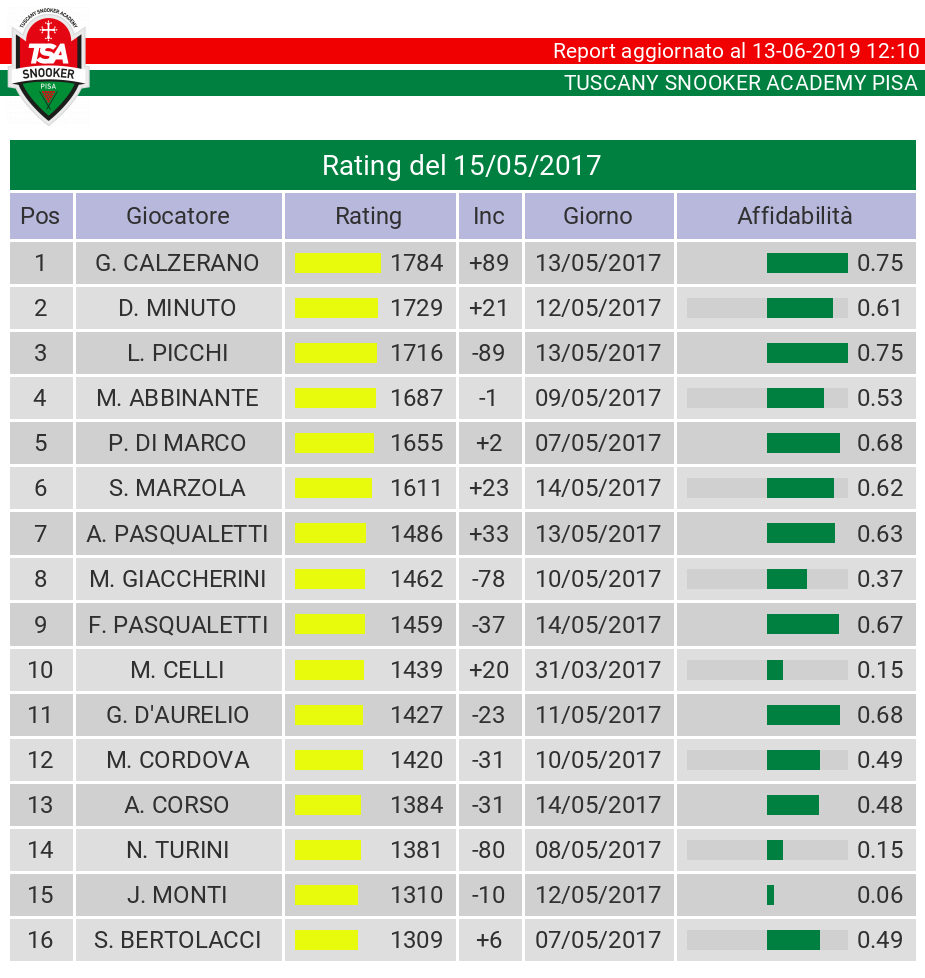 TUSCANY SNOOKER ACADEMY
TSA
SNOOKER
PISA
Report aggiornato al 13-06-2019 12:10
TUSCANY SNOOKER ACADEMY PISA
Rating del 15/05/2017
Pos Giocatore Rating Inc Giorno Affidabilità
1 G. CALZERANO 1784 +89 13/05/2017 0.75
2 D. MINUTO 1729 +21 12/05/2017 0.61
3 L. PICCHI 1716 -89 13/05/2017 0.75
4 M. ABBINANTE 1687 -1 09/05/2017 0.53
5 P. DI MARCO 1655 +2 07/05/2017 0.68
6 S. MARZOLA 1611 +23 14/05/2017 0.62
7 A. PASQUALETTI 1486 +33 13/05/2017 0.63
8 M. GIACCHERINI 1462 -78 10/05/2017 0.37
9 F. PASQUALETTI 1459 -37 14/05/2017 0.67
10 M. CELLI 1439 +20 31/03/2017 0.15
11 G. D'AURELIO 1427 -23 11/05/2017 0.68
12 M. CORDOVA 1420 -31 10/05/2017 0.49
13 A. CORSO 1384 -31 14/05/2017 0.48
14 N. TURINI 1381 -80 08/05/2017 0.15
15 J. MONTI 1310 -10 12/05/2017 0.06
16 S. BERTOLACCI 1309 +6 07/05/2017 0.49